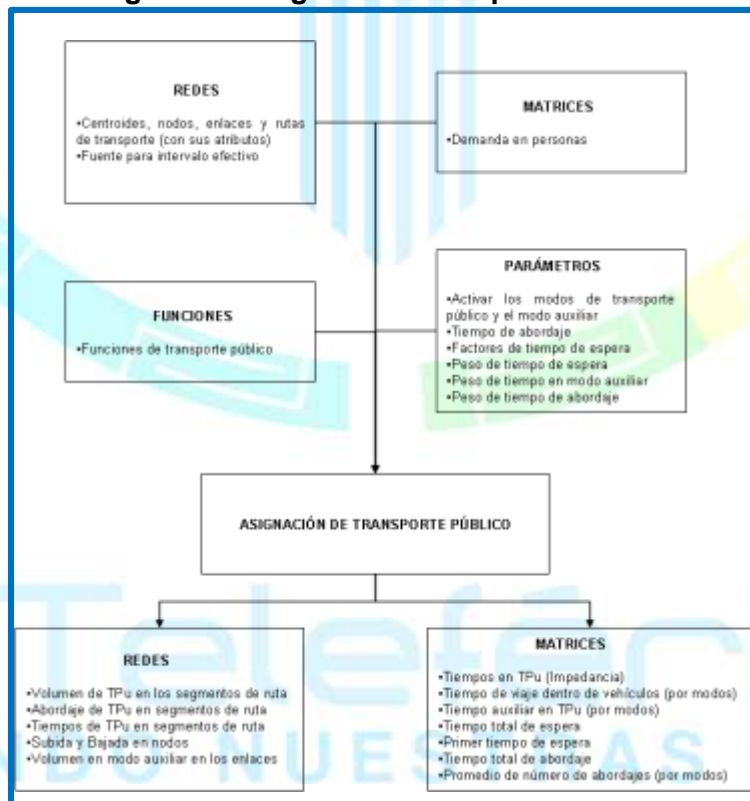 REDES
•Centroides, nodos, enlaces y rutas
de transporte (con sus atributos)
•Fuente para intervalo efectivo
MATRICES
•Demanda en personas
FUNCIONES
•Funciones de transporte público
PARÁMETROS
•Activar los modos de transporte
público y el modo auxiliar
•Tiempo de abordaje
•Factores de tiempo de espera
•Peso de tiempo de espera
•Peso de tiempo en modo auxiliar
•Peso de tiempo de abordaje
ASIGNACIÓN DE TRANSPORTE PÚBLICO
REDES
•Volumen de TPu en los segmentos de ruta
•Abordaje de TPu en segmentos de ruta
•Tiempos de TPu en segmentos de ruta
•Subida y Bajada en nodos
•Volumen en modo auxiliar en los enlaces
MATRICES
•Tiempos en TPu (Impedancia)
•Tiempo de viaje dentro de vehículos (por modos)
•Tiempo auxiliar en TPu (por modos)
•Tiempo total de espera
•Primer tiempo de espera
•Tiempo total de abordaje
•Promedio de número de abordajes (por modos)